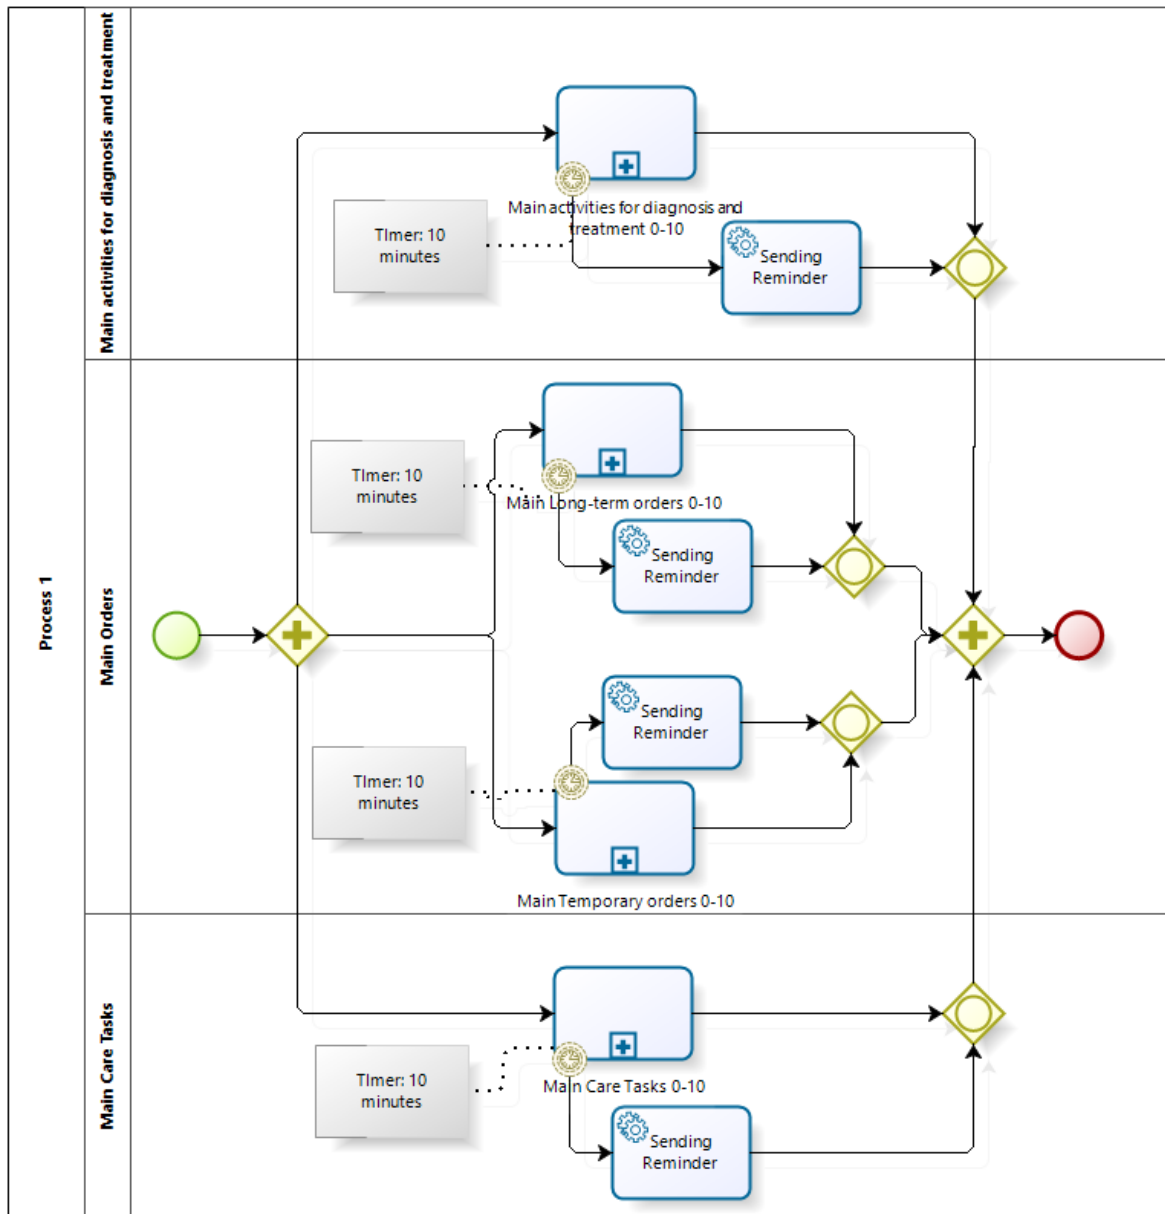 Process 1
Main activities for diagnosis and treatment
Main activities for diagnosis and
treatment 0-10
TImer: 10
minutes
Sending
Reminder
Main Orders
TImer: 10
minutes
Main Long-term orders 0-10
Sending
Reminder
Sending
Reminder
TImer: 10
minutes
Main Temporary orders 0-10
Main Care Tasks
TImer: 10
minutes
Main Care Tasks 0-10
Sending
Reminder